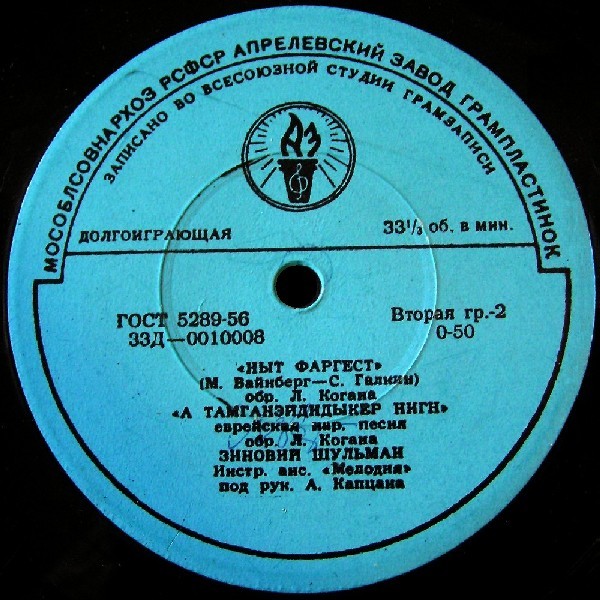 МОСОБЛСОВНАРХОЗ РСФСР АПРЕЛЕВСКИЙ ЗАВОД ГРАМПЛАСТИНОК
ЗАПИСАНО ВО ВСЕСОЮЗНОЙ СТУДИИ ГРАМЗАПИСИ
АЗ
ДОЛГОИГРАЮЩАЯ 33 1/3 об. в мин.
ГОСТ 5289-56 Вторая гр.-2
33Д—0010008 0-50
«НЫТ ФАРГЕСТ»
(М. Вайнберг—С. Галкин)
обр. Л. Когана
«А ТАМГАНЭЙДИДЫКЕР НИГН»
еврейская нар. песня
обр. Л. Когана
ЗИНОВИЙ ШУЛЬМАН
Инстр. анс. «Мелодия»
под рук. А. Капцана